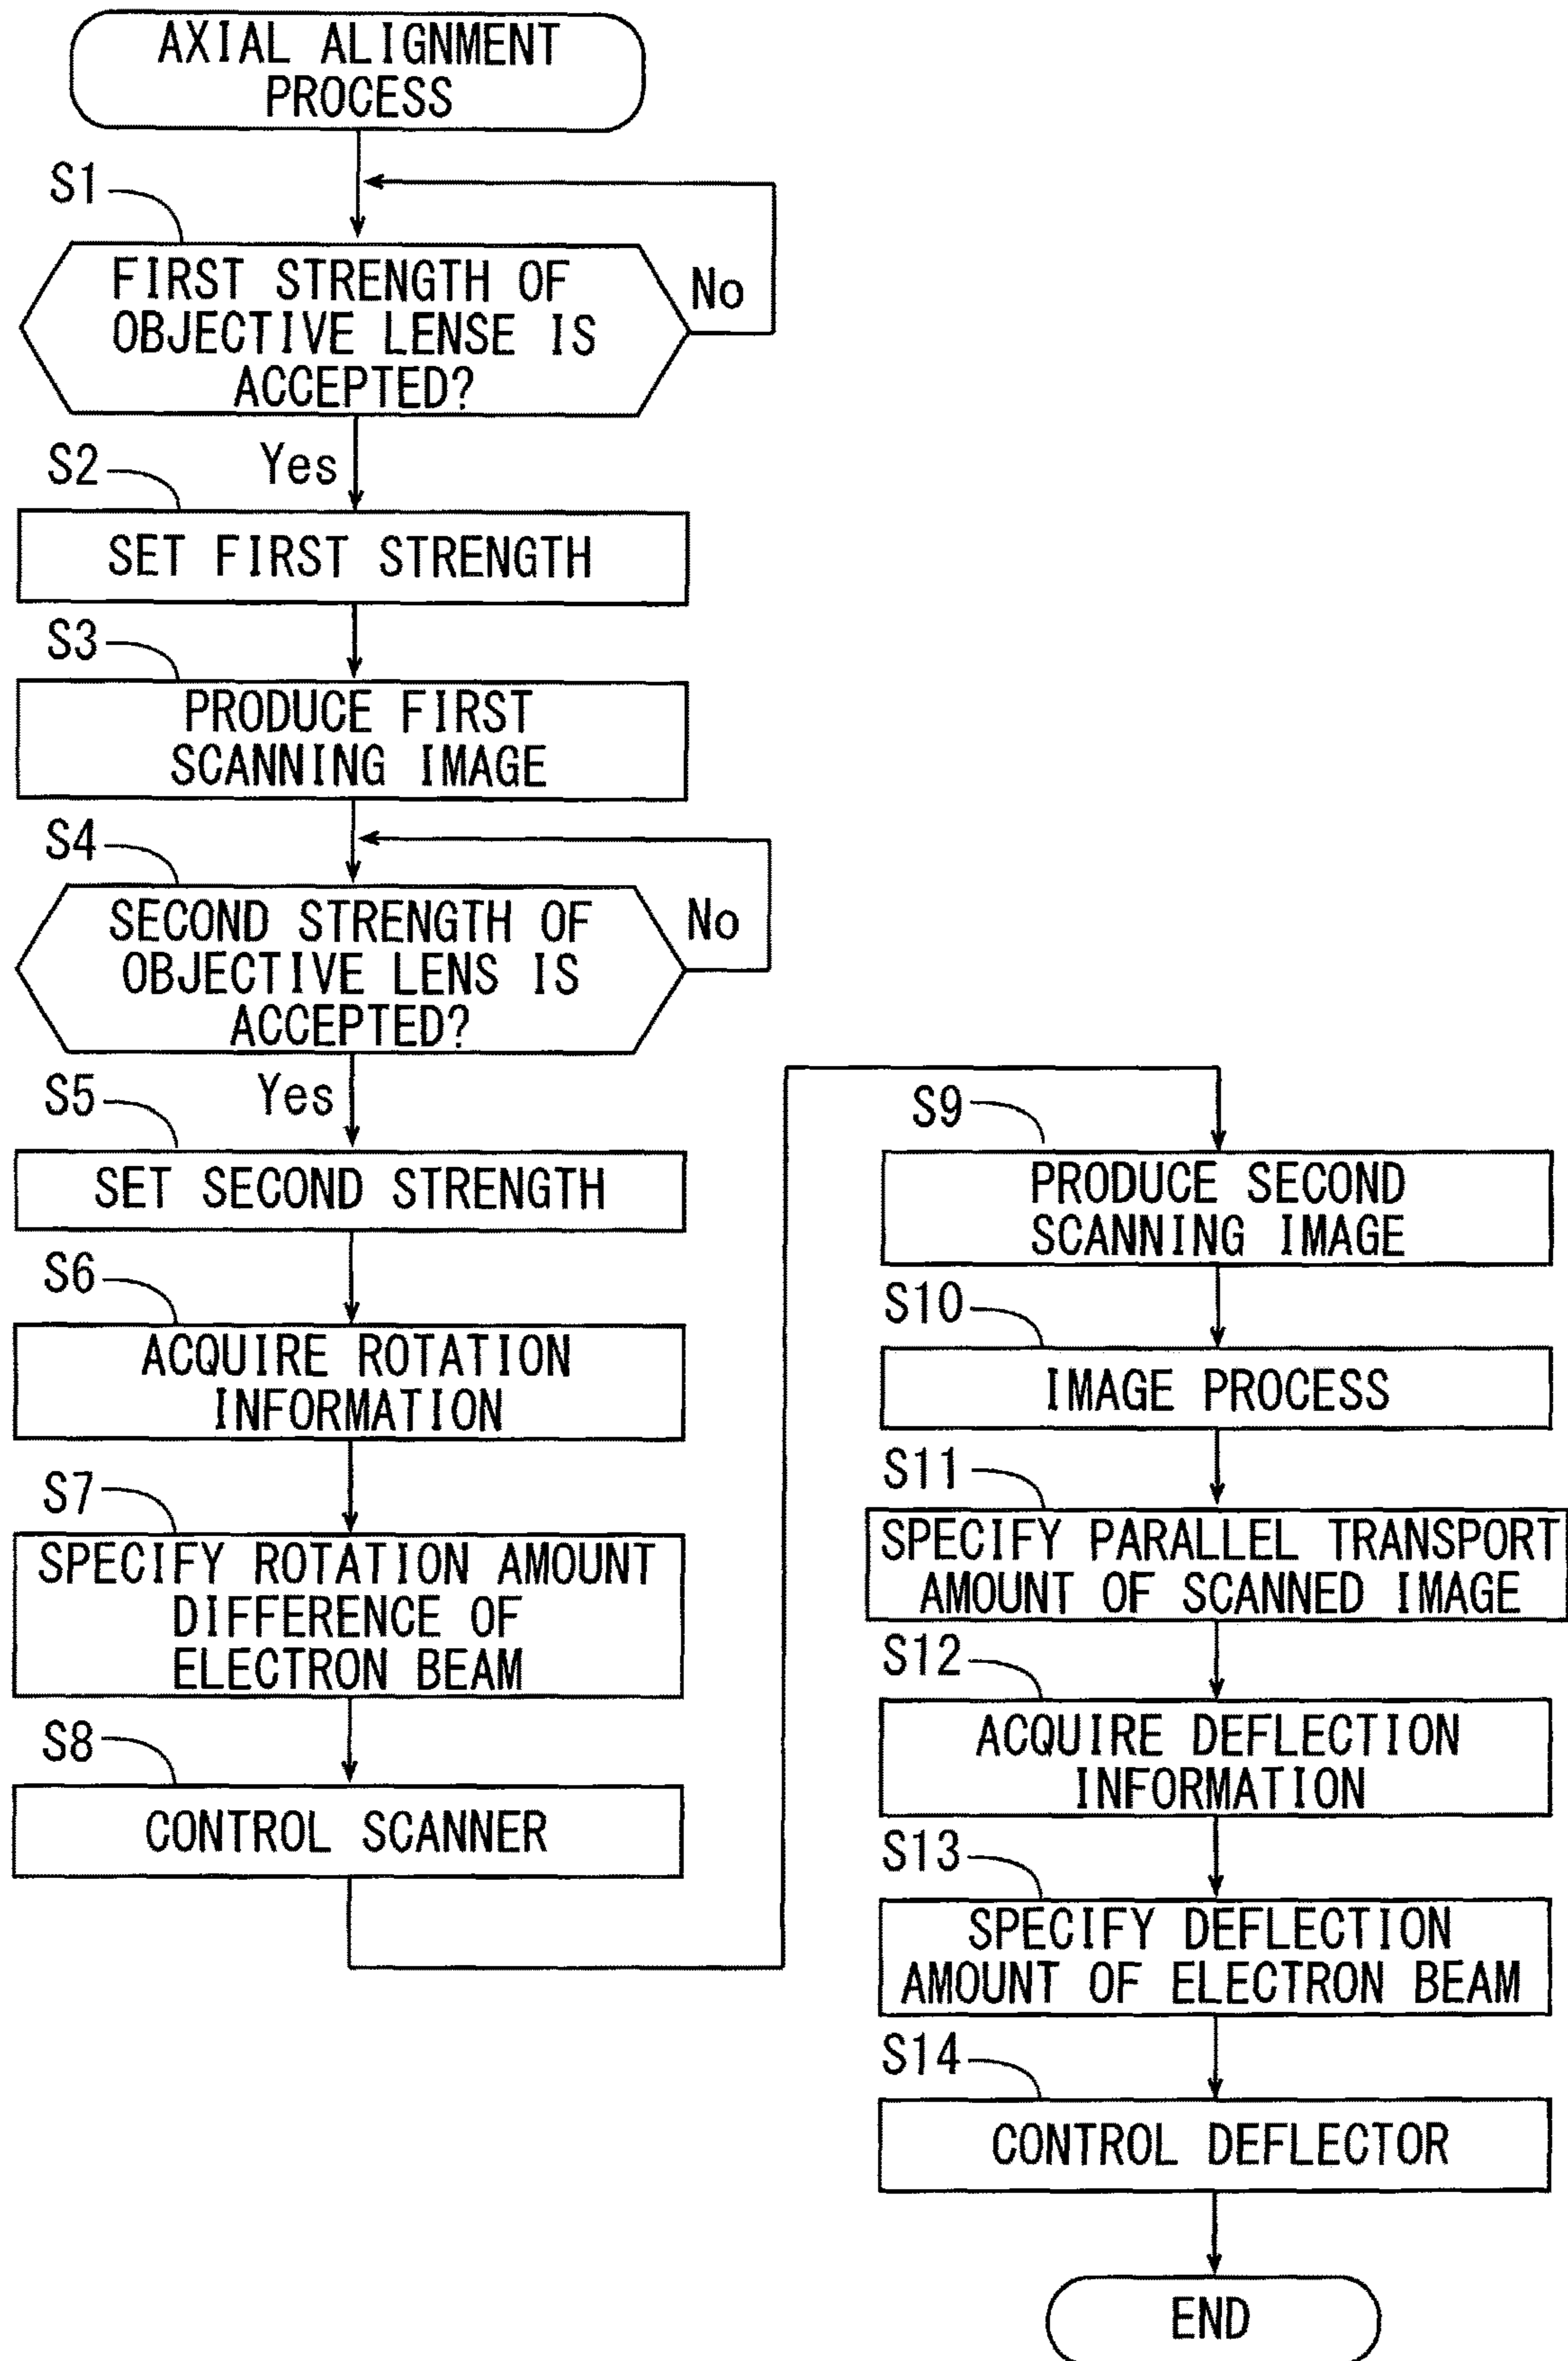 AXIAL ALIGNMENT
PROCESS
S1
FIRST STRENGTH OF
OBJECTIVE LENSE IS
ACCEPTED?
No
Yes
S2
SET FIRST STRENGTH
S3
PRODUCE FIRST
SCANNING IMAGE
S4
SECOND STRENGTH OF
OBJECTIVE LENS IS
ACCEPTED?
No
Yes
S5
SET SECOND STRENGTH
S6
ACQUIRE ROTATION
INFORMATION
S7
SPECIFY ROTATION AMOUNT
DIFFERENCE OF
ELECTRON BEAM
S8
CONTROL SCANNER
S9
PRODUCE SECOND
SCANNING IMAGE
S10
IMAGE PROCESS
S11
SPECIFY PARALLEL TRANSPORT
AMOUNT OF SCANNED IMAGE
S12
ACQUIRE DEFLECTION
INFORMATION
S13
SPECIFY DEFLECTION
AMOUNT OF ELECTRON BEAM
S14
CONTROL DEFLECTOR
END